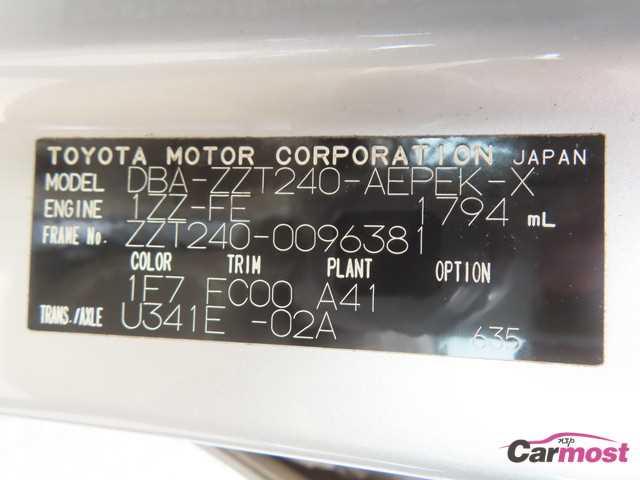 TOYOTA MOTOR CORPORATION JAPAN
MODEL DBA-ZZT240-AEPEK-X
ENGINE 1ZZ-FE 1794 mL
FRAME No. ZZT240-0096381
COLOR TRIM PLANT OPTION
1F7 FC00 A41
TRANS./AXLE U341E -02A 635
Carmost